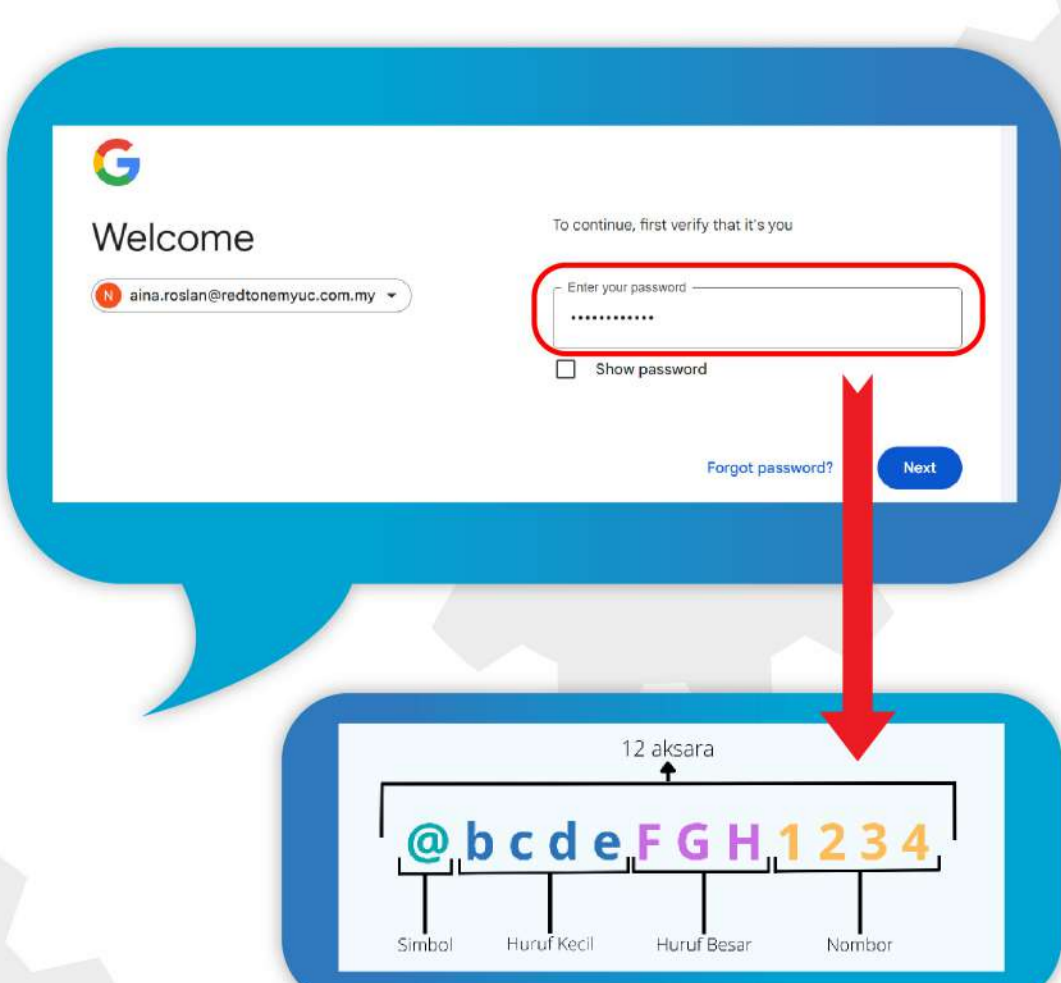 G
Welcome
N aina.roslan@redtonemyuc.com.my
To continue, first verify that it's you
Enter your password
••••••••••••
Show password
Forgot password?
Next
12 aksara
@bcdeFGH1234
Simbol Huruf Kecil Huruf Besar Nombor